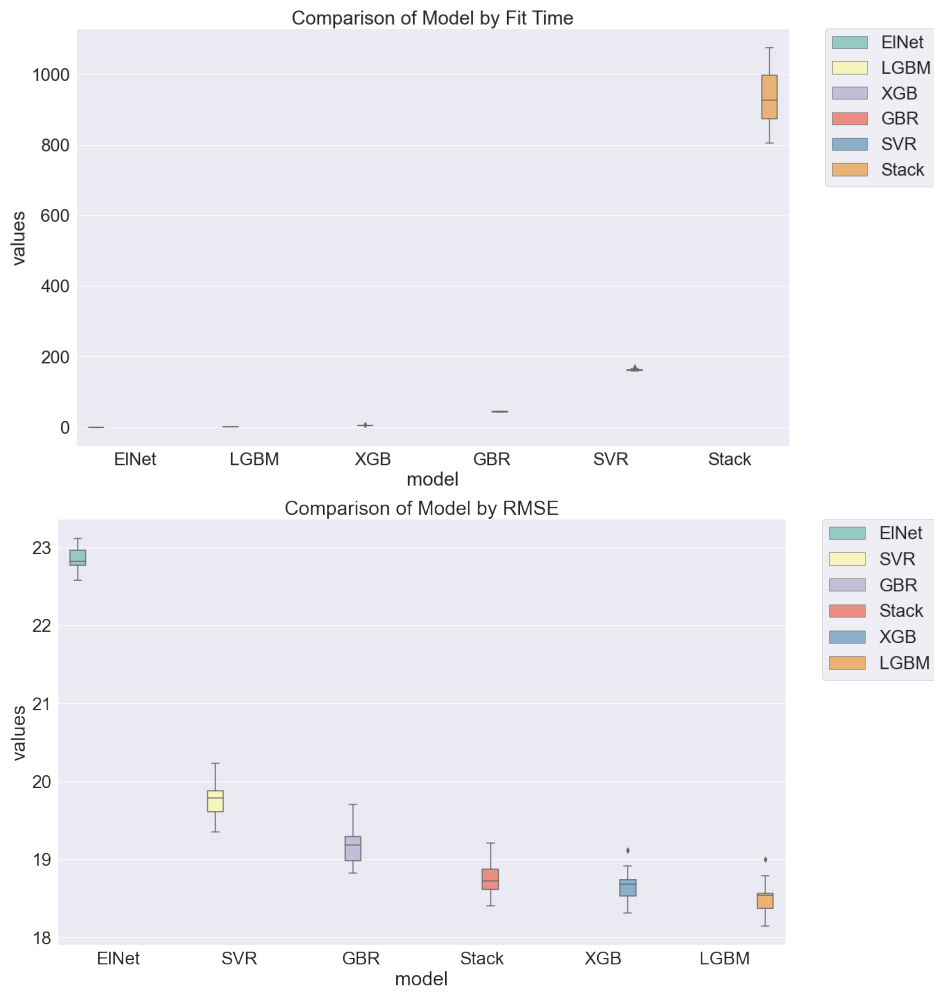 Comparison of Model by Fit Time
ElNet
LGBM
XGB
GBR
SVR
Stack
1000
800
600
400
200
0
values
ElNet LGBM XGB GBR SVR Stack
model
Comparison of Model by RMSE
ElNet
SVR
GBR
Stack
XGB
LGBM
23
22
21
20
19
18
values
ElNet SVR GBR Stack XGB LGBM
model